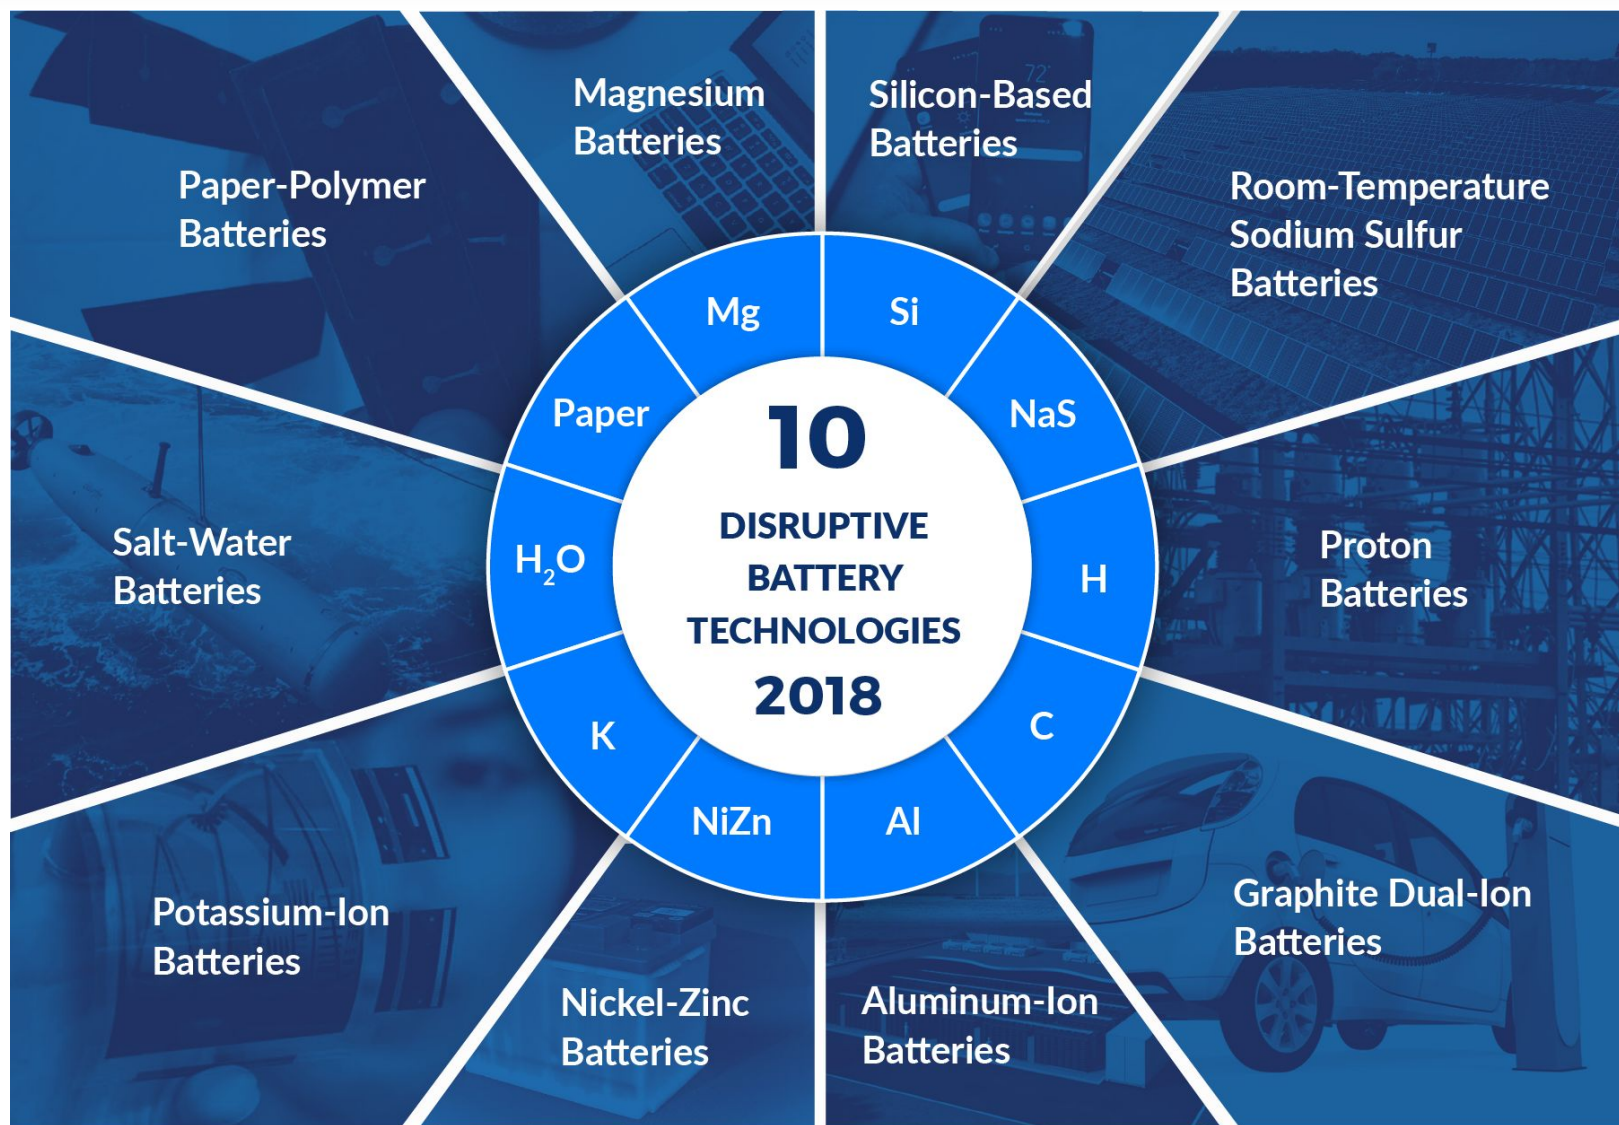 Magnesium
Batteries
Silicon-Based
Batteries
Paper-Polymer
Batteries
Room-Temperature
Sodium Sulfur
Batteries
Salt-Water
Batteries
Proton
Batteries
Potassium-Ion
Batteries
Graphite Dual-Ion
Batteries
Nickel-Zinc
Batteries
Aluminum-Ion
Batteries
Mg
Si
Paper
NaS
H₂O
H
K
C
NiZn
Al
10
DISRUPTIVE
BATTERY
TECHNOLOGIES
2018
72°